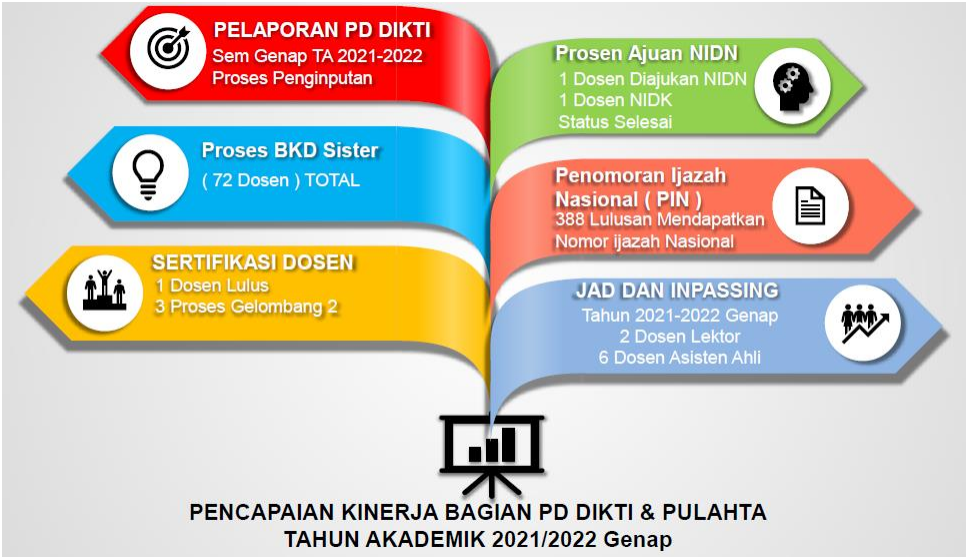 PELAPORAN PD DIKTI
Sem Genap TA 2021-2022
Proses Penginputan
Proses BKD Sister
( 72 Dosen ) TOTAL
SERTIFIKASI DOSEN
1 Dosen Lulus
3 Proses Gelombang 2
Prosen Ajuan NIDN
1 Dosen Diajukan NIDN
1 Dosen NIDK
Status Selesai
Penomoran Ijazah
Nasional ( PIN )
388 Lulusan Mendapatkan
Nomor ijazah Nasional
JAD DAN INPASSING
Tahun 2021-2022 Genap
2 Dosen Lektor
6 Dosen Asisten Ahli
PENCAPAIAN KINERJA BAGIAN PD DIKTI & PULAHTA
TAHUN AKADEMIK 2021/2022 Genap